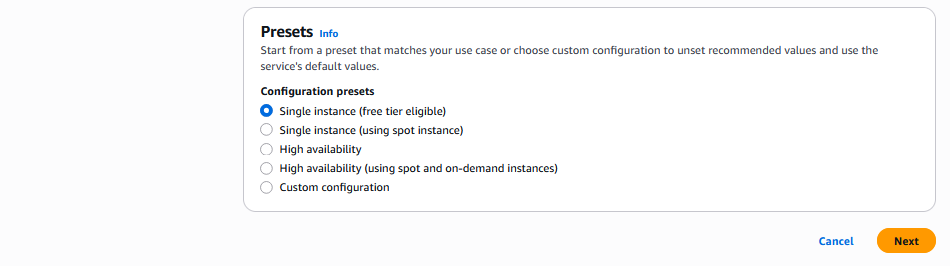 Presets Info
Start from a preset that matches your use case or choose custom configuration to unset recommended values and use the
service's default values.
Configuration presets
Single instance (free tier eligible)
Single instance (using spot instance)
High availability
High availability (using spot and on-demand instances)
Custom configuration
Cancel Next